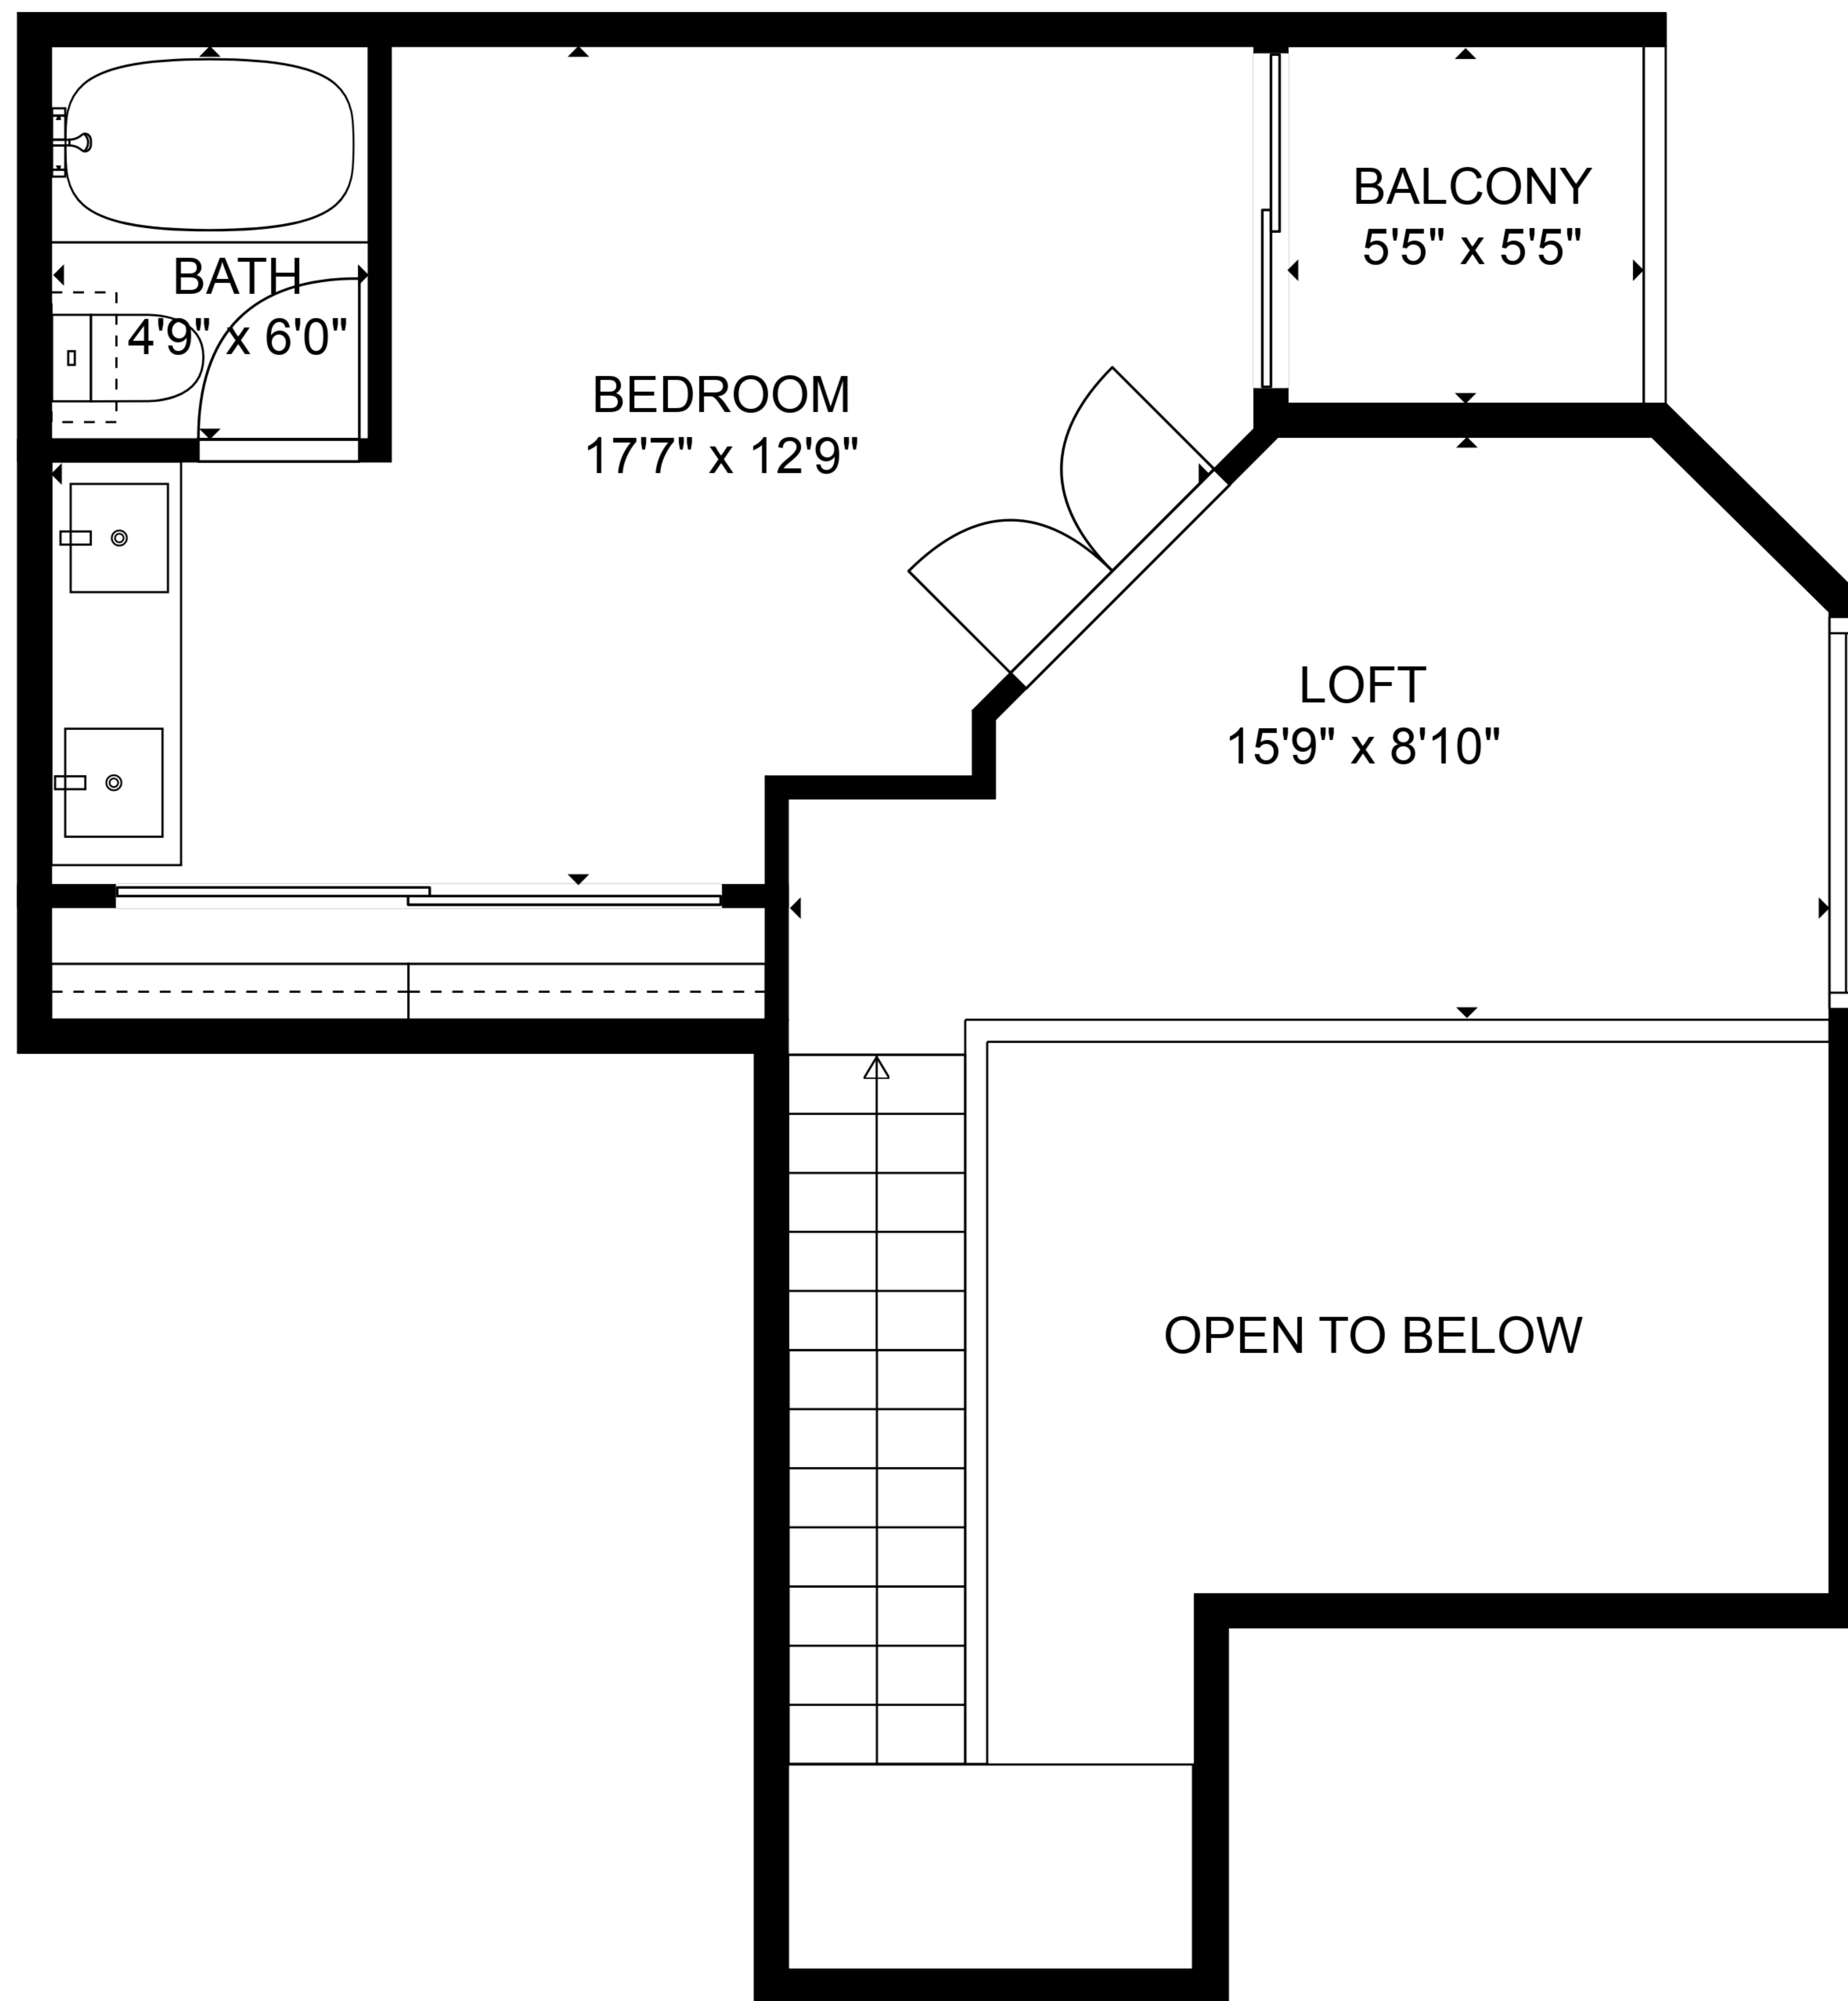 BALCONY
5'5" x 5'5"
BATH
4'9" x 6'0"
BEDROOM
17'7" x 12'9"
LOFT
15'9" x 8'10"
OPEN TO BELOW